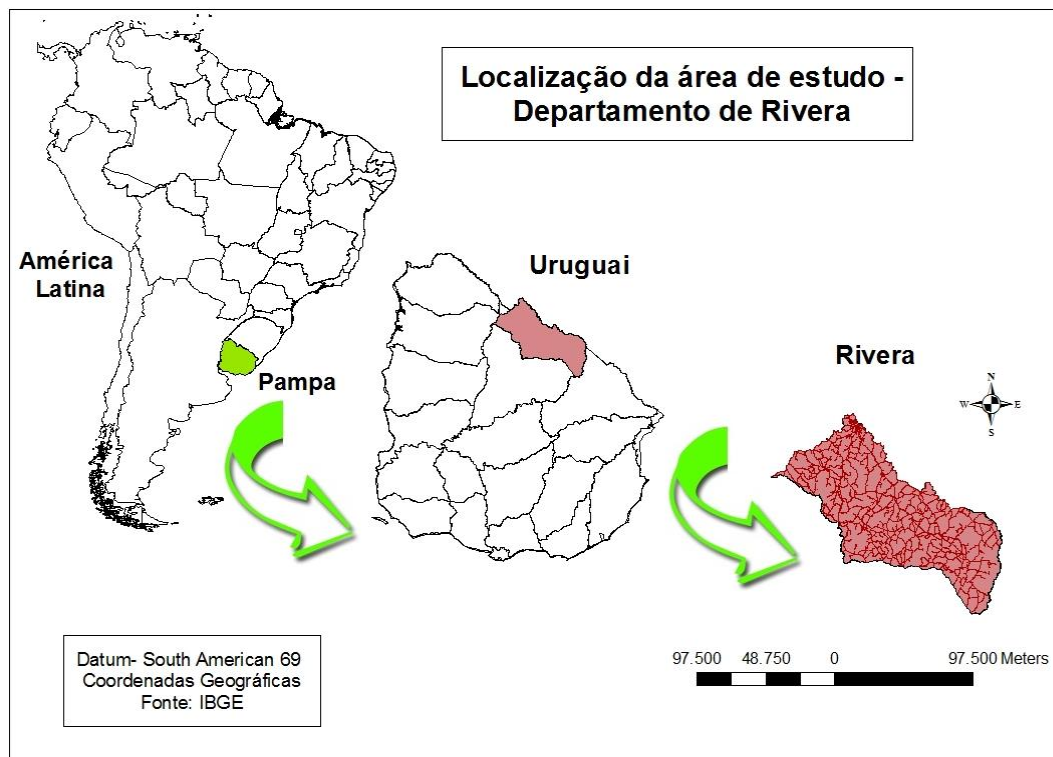 Localização da área de estudo -
Departamento de Rivera
América
Latina
Uruguai
Pampa
Rivera
N
W E
S
Datum- South American 69
Coordenadas Geográficas
Fonte: IBGE
97.500 48.750 0 97.500 Meters